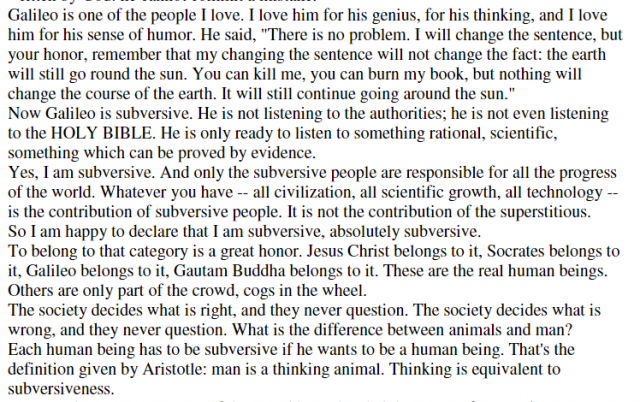 Galileo is one of the people I love. I love him for his genius, for his thinking, and I love
him for his sense of humor. He said, "There is no problem. I will change the sentence, but
your honor, remember that my changing the sentence will not change the fact: the earth
will still go round the sun. You can kill me, you can burn my book, but nothing will
change the course of the earth. It will still continue going around the sun."
Now Galileo is subversive. He is not listening to the authorities; he is not even listening
to the HOLY BIBLE. He is only ready to listen to something rational, scientific,
something which can be proved by evidence.
Yes, I am subversive. And only the subversive people are responsible for all the progress
of the world. Whatever you have -- all civilization, all scientific growth, all technology --
is the contribution of subversive people. It is not the contribution of the superstitious.
So I am happy to declare that I am subversive, absolutely subversive.
To belong to that category is a great honor. Jesus Christ belongs to it, Socrates belongs to
it, Galileo belongs to it, Gautam Buddha belongs to it. These are the real human beings.
Others are only part of the crowd, cogs in the wheel.
The society decides what is right, and they never question. The society decides what is
wrong, and they never question. What is the difference between animals and man?
Each human being has to be subversive if he wants to be a human being. That's the
definition given by Aristotle: man is a thinking animal. Thinking is equivalent to
subversiveness.